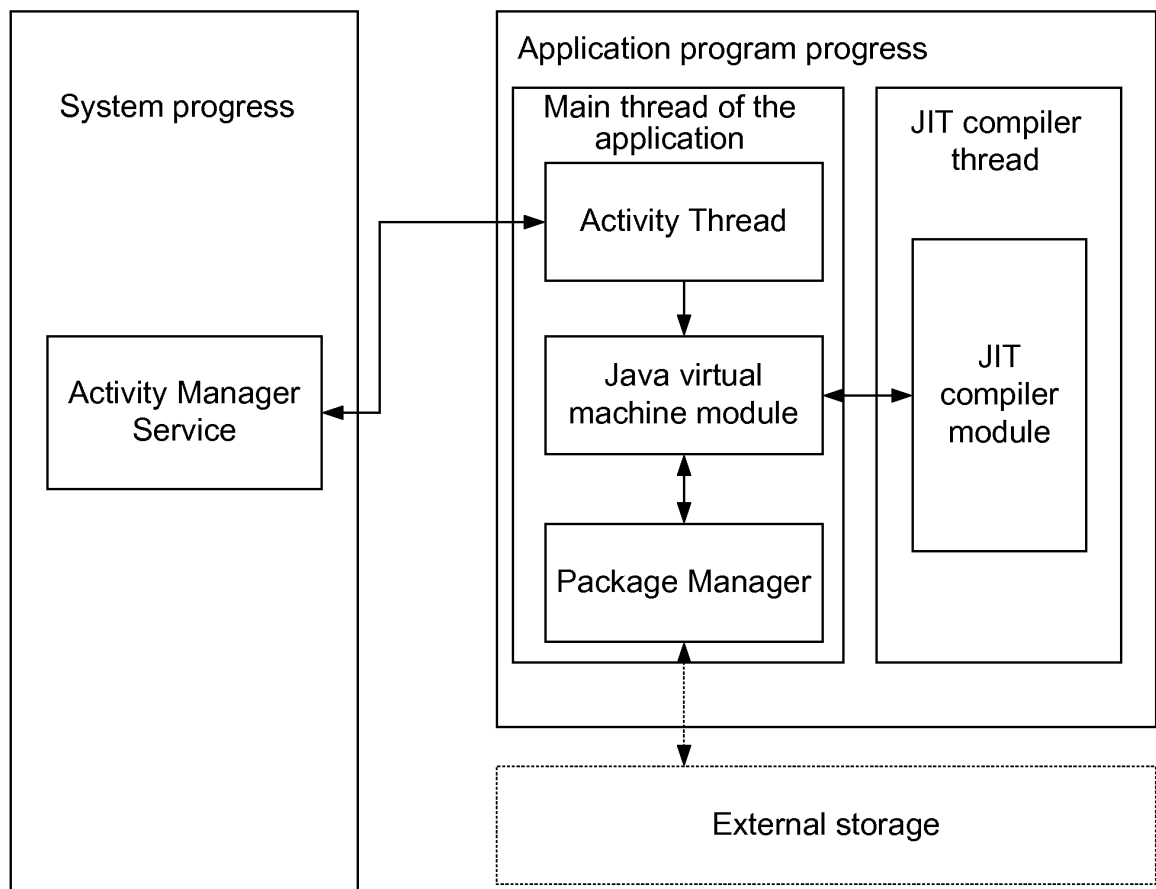 System progress
Activity Manager
Service
Application program progress
Main thread of the
application
Activity Thread
Java virtual
machine module
Package Manager
JIT compiler
thread
JIT
compiler
module
External storage